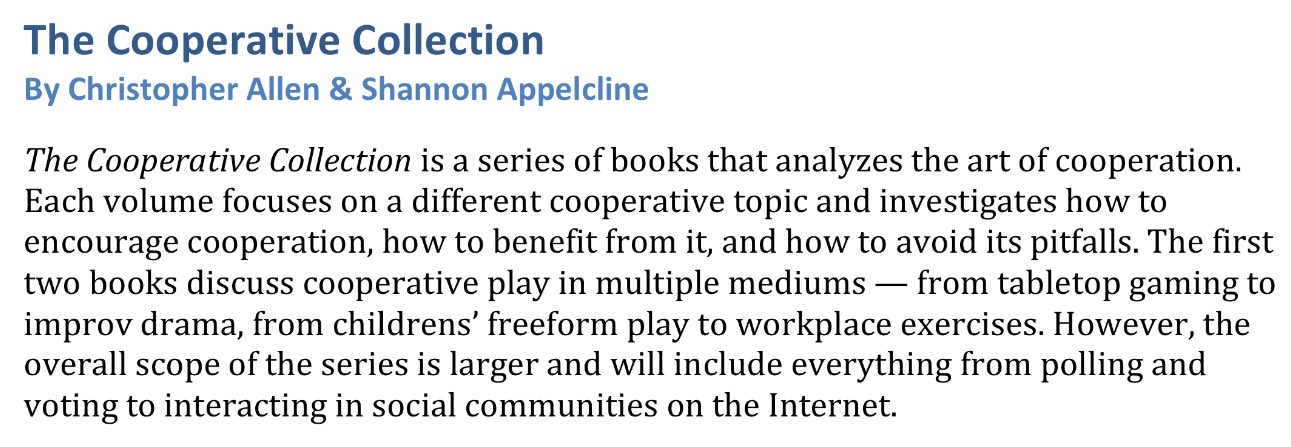 The Cooperative Collection
By Christopher Allen & Shannon Appelcline
The Cooperative Collection is a series of books that analyzes the art of cooperation.
Each volume focuses on a different cooperative topic and investigates how to
encourage cooperation, how to benefit from it, and how to avoid its pitfalls. The first
two books discuss cooperative play in multiple mediums — from tabletop gaming to
improv drama, from childrens’ freeform play to workplace exercises. However, the
overall scope of the series is larger and will include everything from polling and
voting to interacting in social communities on the Internet.